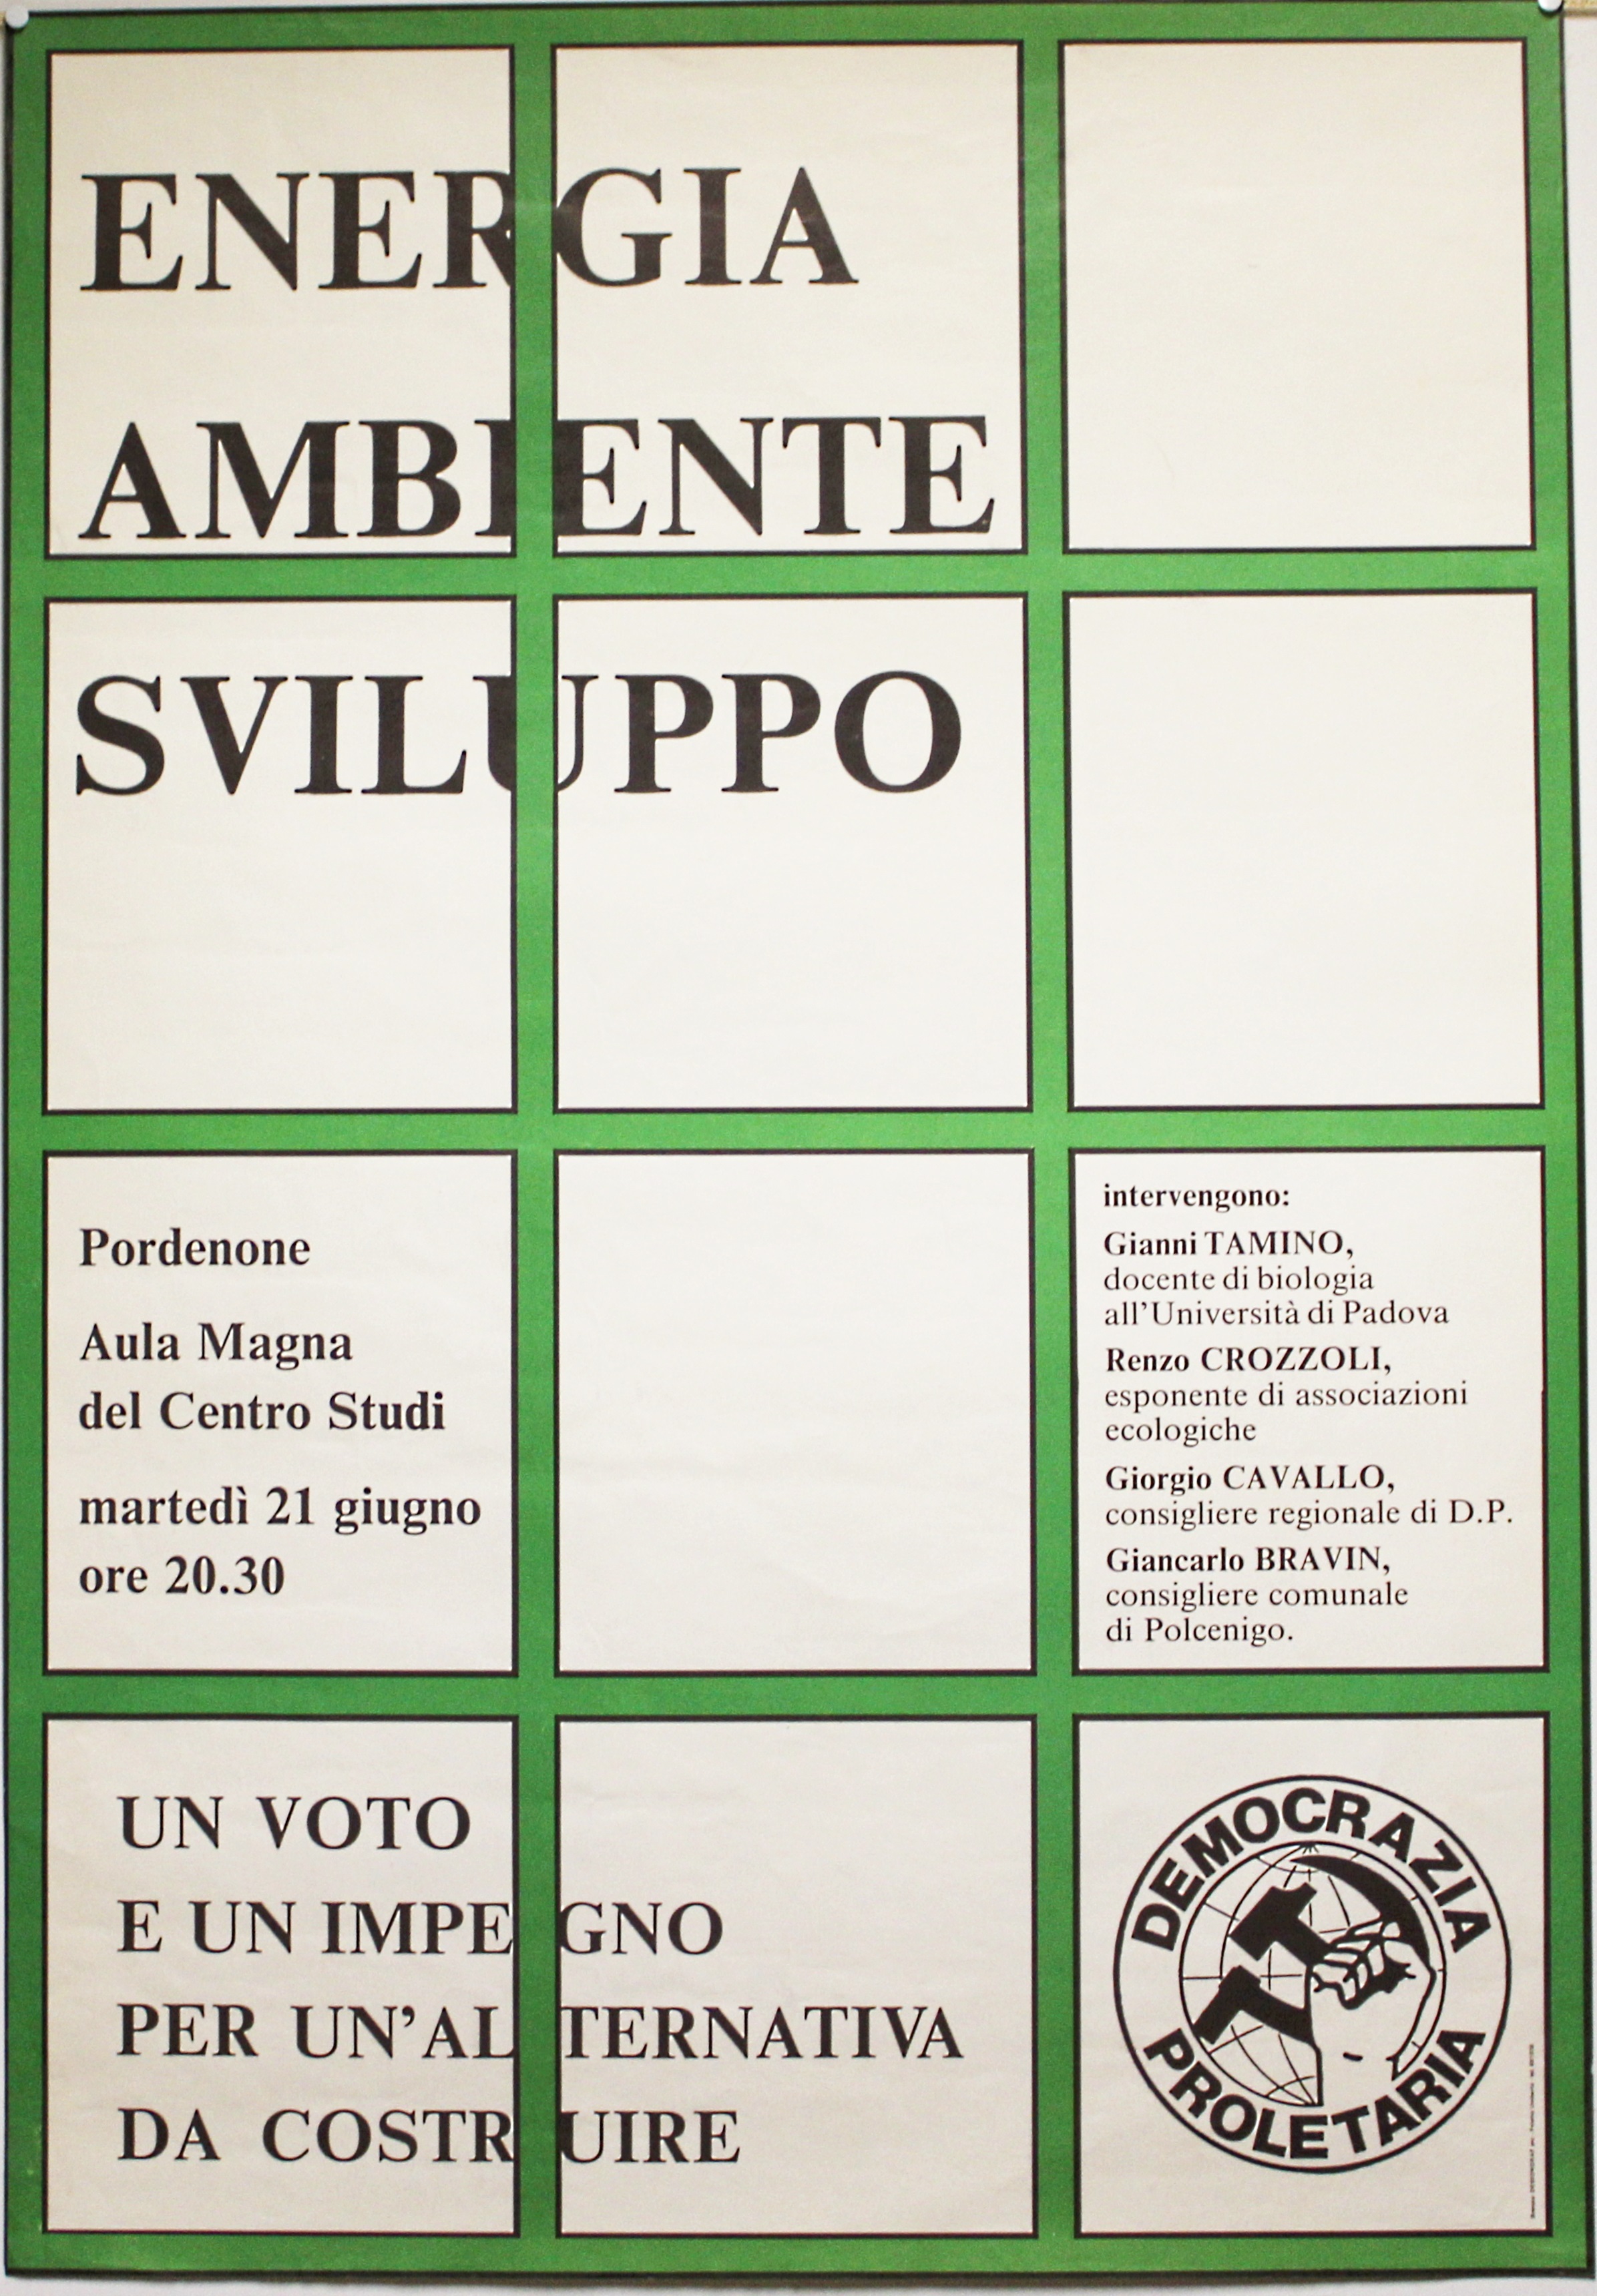 ENERGIA
AMBIENTE
SVILUPPO
Pordenone
Aula Magna
del Centro Studi
martedì 21 giugno
ore 20.30
intervengono:
Gianni TAMINO,
docente di biologia
all'Università di Padova
Renzo CROZZOLI,
esponente di associazioni
ecologiche
Giorgio CAVALLO,
consigliere regionale di D.P.
Giancarlo BRAVIN,
consigliere comunale
di Polcenigo.
UN VOTO
E UN IMPEGNO
PER UN'ALTERNATIVA
DA COSTRUIRE
DEMOCRAZIA
PROLETARIA